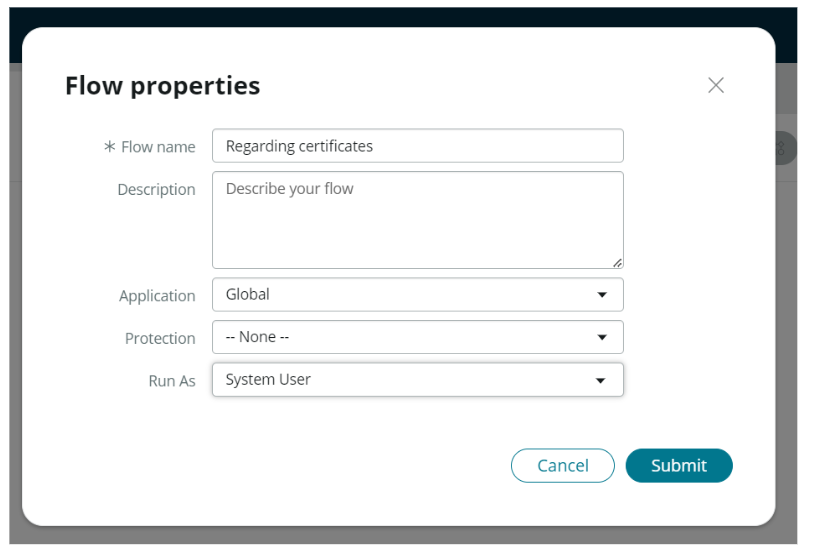 Flow properties
* Flow name Regarding certificates
Description Describe your flow
Application Global
Protection -- None --
Run As System User
Cancel Submit